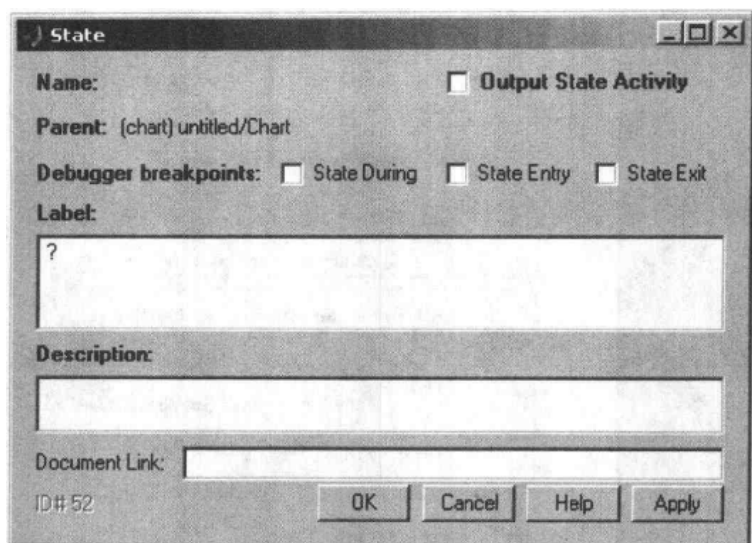 State
Name: Output State Activity
Parent: (chart) untitled/Chart
Debugger breakpoints: State During State Entry State Exit
Label:
?
Description:
Document Link:
ID# 52 OK Cancel Help Apply